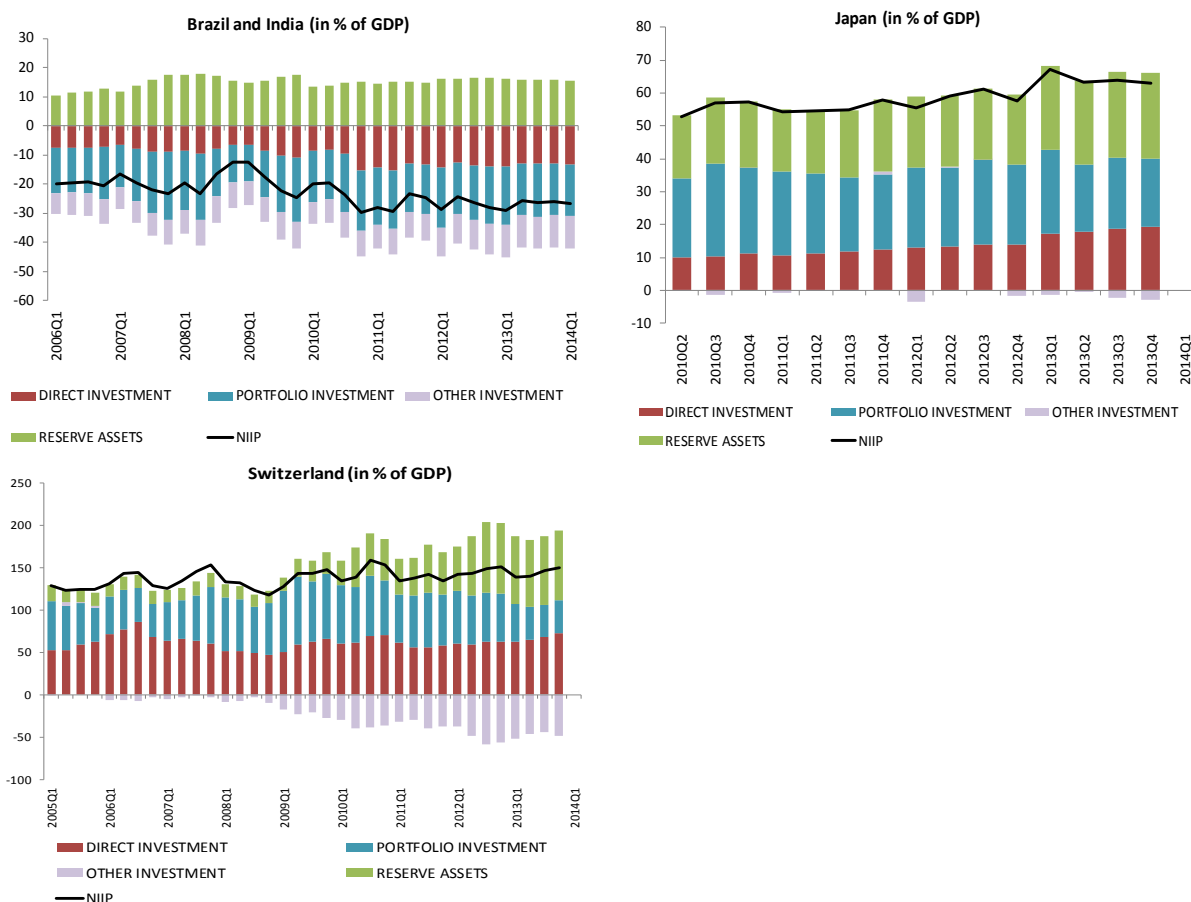 Brazil and India (in % of GDP)
30
20
10
0
-10
-20
-30
-40
-50
-60
2006Q1
2007Q1
2008Q1
2009Q1
2010Q1
2011Q1
2012Q1
2013Q1
2014Q1
DIRECT INVESTMENT PORTFOLIO INVESTMENT OTHER INVESTMENT
RESERVE ASSETS NIIP
Japan (in % of GDP)
80
70
60
50
40
30
20
10
0
-10
2010Q2
2010Q3
2010Q4
2011Q1
2011Q2
2011Q3
2011Q4
2012Q1
2012Q2
2012Q3
2012Q4
2013Q1
2013Q2
2013Q3
2013Q4
2014Q1
DIRECT INVESTMENT PORTFOLIO INVESTMENT OTHER INVESTMENT
RESERVE ASSETS NIIP
Switzerland (in % of GDP)
250
200
150
100
50
0
-50
-100
2005Q1
2006Q1
2007Q1
2008Q1
2009Q1
2010Q1
2011Q1
2012Q1
2013Q1
2014Q1
DIRECT INVESTMENT PORTFOLIO INVESTMENT
OTHER INVESTMENT RESERVE ASSETS
NIIP